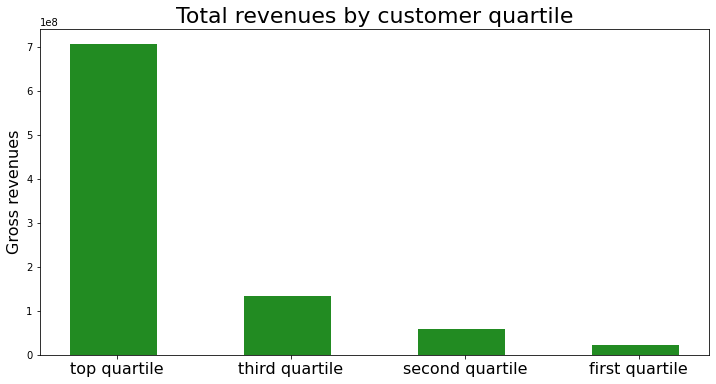 Total revenues by customer quartile
1e8
Gross revenues
7
6
5
4
3
2
1
0
top quartile third quartile second quartile first quartile